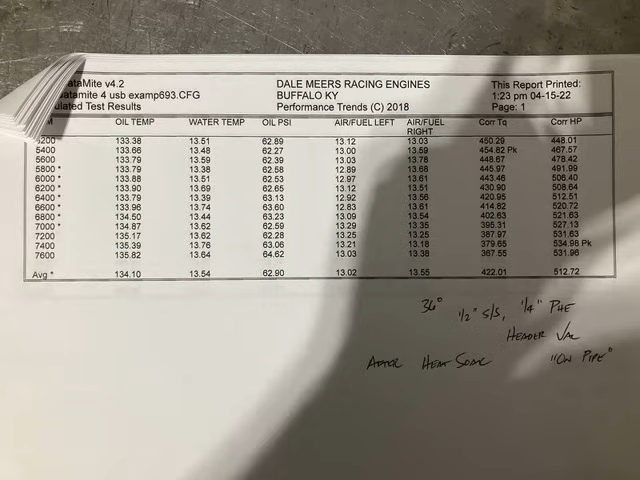 ataMite v4.2 DALE MEERS RACING ENGINES This Report Printed:
atamite 4 usb examp693.CFG BUFFALO KY 1:23 pm 04-15-22
ulated Test Results Performance Trends (C) 2018 Page: 1
M OIL TEMP WATER TEMP OIL PSI AIR/FUEL LEFT AIR/FUEL RIGHT Corr Tq Corr HP
5200 133.38 13.51 62.89 13.12 13.03 450.29 448.01
5400 133.66 13.48 62.27 13.00 13.59 454.82 Pk 467.57
5600 133.79 13.59 62.39 13.03 13.78 448.67 478.42
5800 * 133.78 13.38 62.58 12.89 13.68 445.97 491.99
6000 * 133.88 13.51 62.53 12.97 13.61 443.46 506.40
6200 * 133.90 13.69 62.65 13.12 13.51 430.90 508.64
6400 * 133.79 13.39 63.13 12.92 13.56 420.95 512.51
6600 * 133.96 13.74 63.60 12.83 13.61 414.82 520.72
6800 * 134.50 13.44 63.23 13.09 13.54 402.63 521.63
7000 * 134.87 13.62 62.59 13.29 13.35 395.31 527.13
7200 135.17 13.62 62.28 13.25 13.25 387.97 531.63
7400 135.39 13.76 63.06 13.21 13.18 379.65 534.98 Pk
7600 135.82 13.64 64.62 13.03 13.38 367.55 531.96
Avg * 134.10 13.54 62.90 13.02 13.55 422.01 512.72
36° 1/2" S/S, 1/4" PHE
HEADER VAL
AFTER HEAT SOAK "OW PIPE"